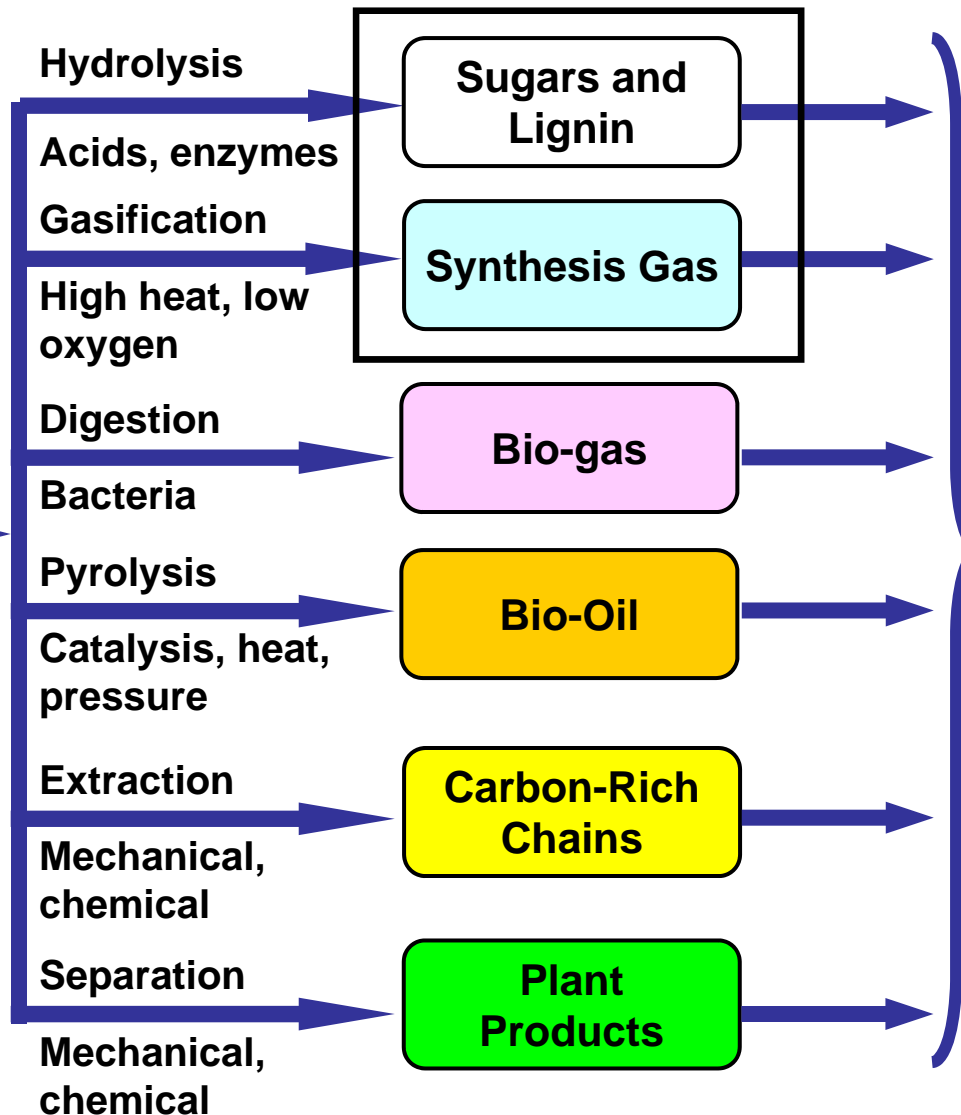 Hydrolysis
Acids, enzymes
Sugars and
Lignin
Gasification
High heat, low
oxygen
Synthesis Gas
Digestion
Bacteria
Bio-gas
Pyrolysis
Catalysis, heat,
pressure
Bio-Oil
Extraction
Mechanical,
chemical
Carbon-Rich
Chains
Separation
Mechanical,
chemical
Plant
Products